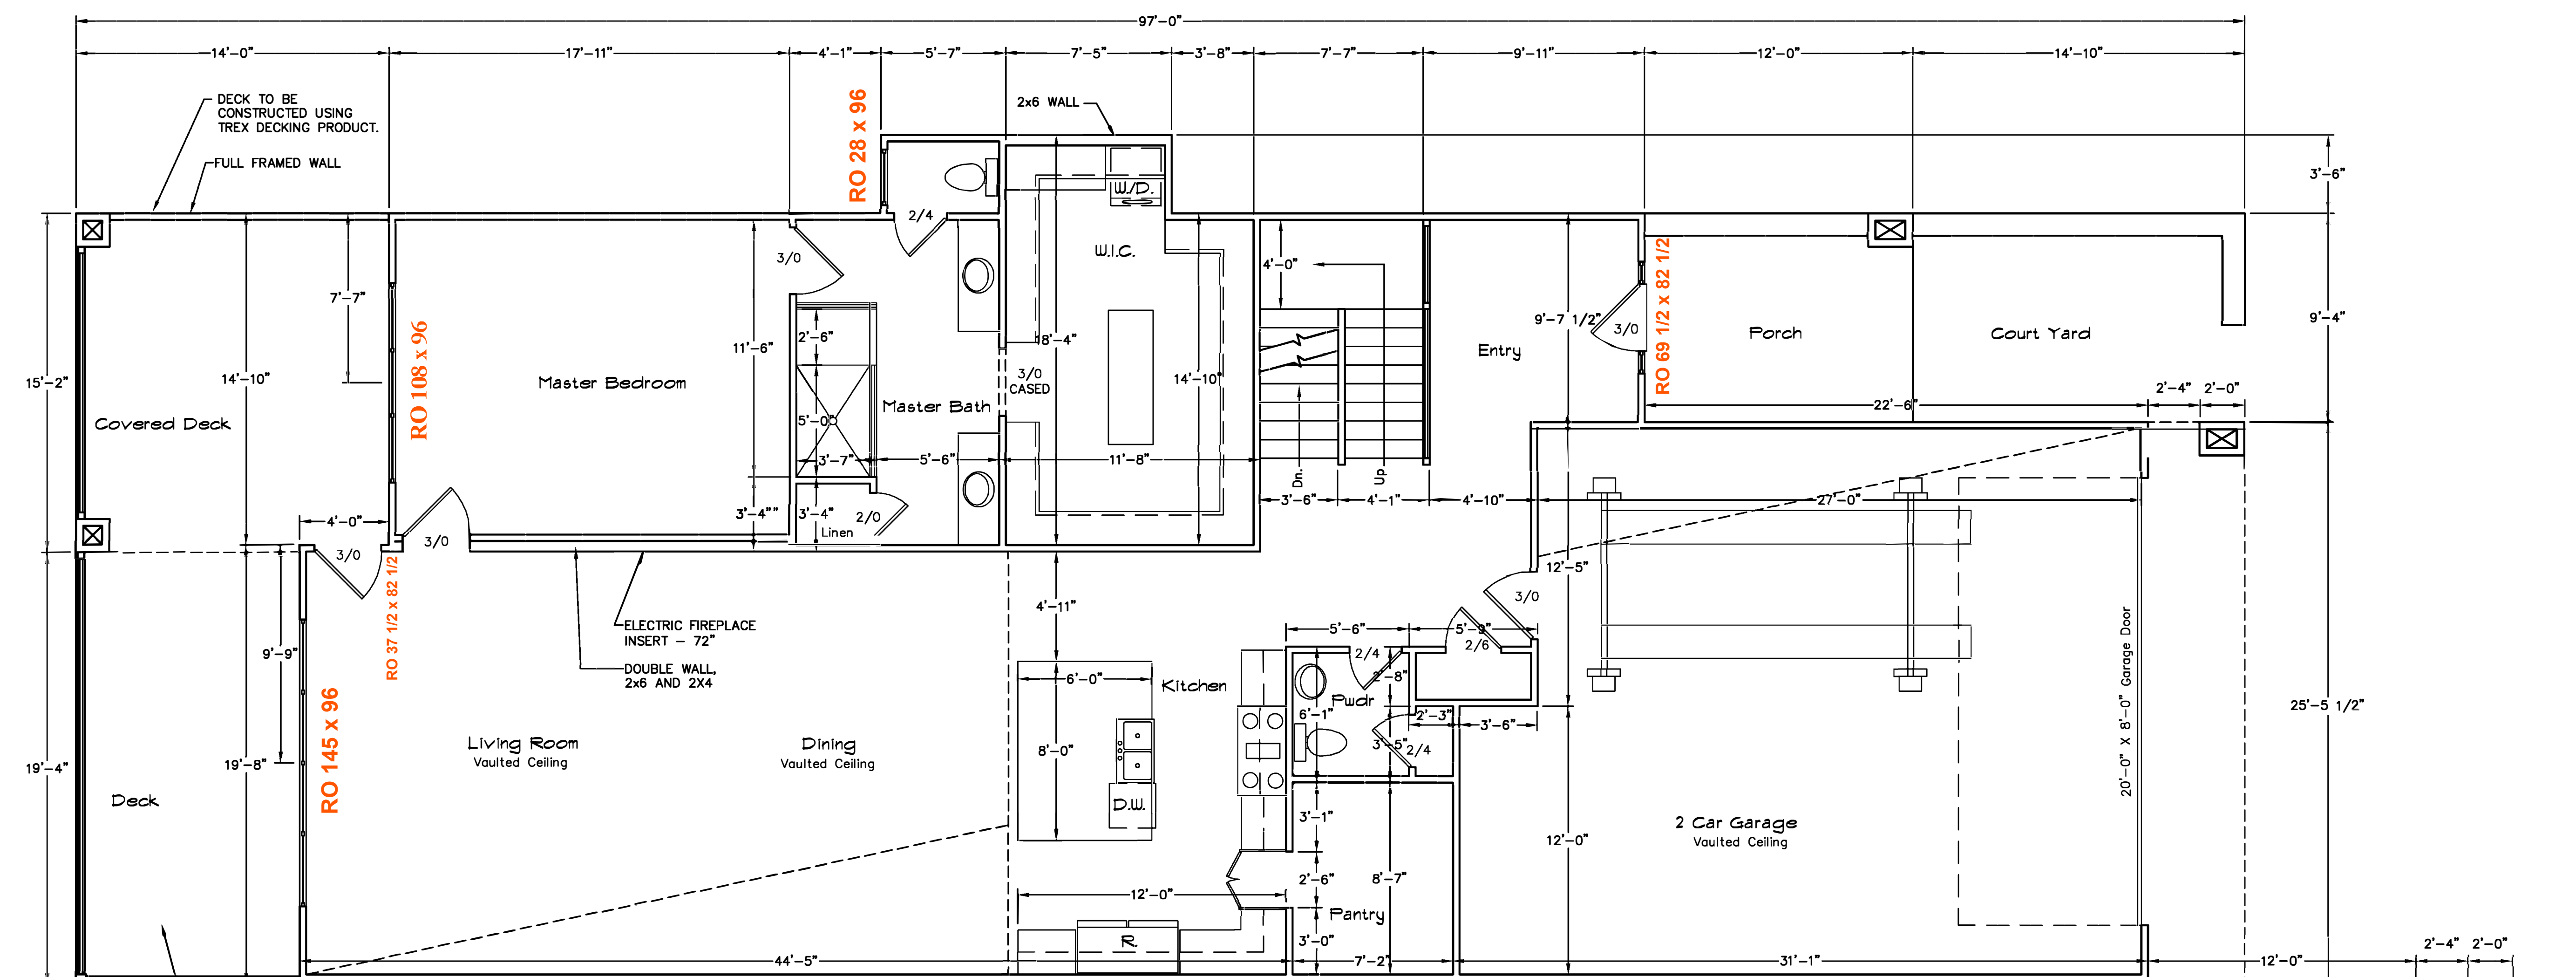 97'-0"
14'-0"
17'-11"
4'-1"
5'-7"
7'-5"
3'-8"
7'-7"
9'-11"
12'-0"
14'-10"
DECK TO BE
CONSTRUCTED USING
TREX DECKING PRODUCT.
FULL FRAMED WALL
RO 28 x 96
2x6 WALL
3'-6"
W./D.
2/4
W.I.C.
3/0
4'-0"
7'-7"
RO 108 x 96
11'-6"
2'-6"
18'-4"
9'-7 1/2"
3/0
RO 69 1/2 x 82 1/2
Porch
Court Yard
9'-4"
15'-2"
14'-10"
Master Bedroom
Entry
3/0
CASED
14'-10"
2'-4"
2'-0"
22'-6"
Covered Deck
5'-0"
Master Bath
3'-7"
5'-6"
11'-8"
Dn.
Up
3'-6"
4'-1"
4'-10"
27'-0"
4'-0"
3'-4""
3'-4"
2/0
Linen
3/0
3/0
RO 37 1/2 x 82 1/2
12'-5"
3/0
4'-11"
ELECTRIC FIREPLACE
INSERT - 72"
DOUBLE WALL,
2x6 AND 2X4
5'-6"
5'-9"
2/6
2/4
2'-8"
9'-9"
6'-0"
Kitchen
Pwdr
6'-1"
2'-3"
3'-6"
20'-0" X 8'-0" Garage Door
25'-5 1/2"
RO 145 x 96
Living Room
Vaulted Ceiling
Dining
Vaulted Ceiling
8'-0"
3'-5"
2/4
19'-4"
19'-8"
Deck
D.W.
3'-1"
2 Car Garage
Vaulted Ceiling
12'-0"
2'-6"
8'-7"
12'-0"
Pantry
R.
3'-0"
44'-5"
7'-2"
31'-1"
12'-0"
2'-4"
2'-0"